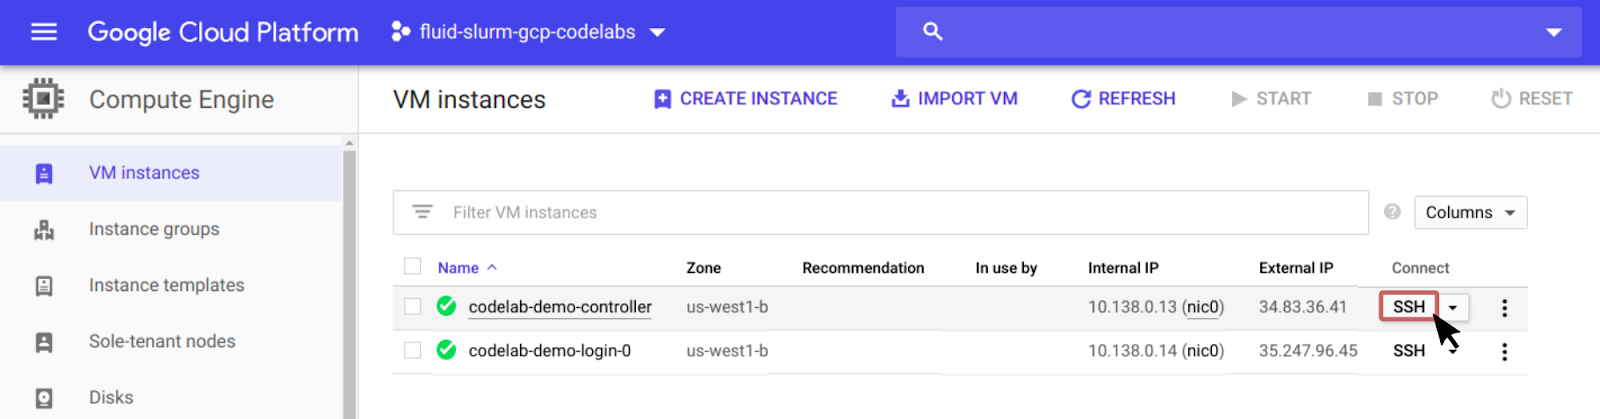 Google Cloud Platform fluid-slurm-gcp-codelabs
Compute Engine
VM instances
Instance groups
Instance templates
Sole-tenant nodes
Disks
VM instances CREATE INSTANCE IMPORT VM REFRESH START STOP RESET
Filter VM instances ? Columns
Name Zone Recommendation In use by Internal IP External IP Connect
codelab-demo-controller us-west1-b 10.138.0.13 (nic0) 34.83.36.41 SSH
codelab-demo-login-0 us-west1-b 10.138.0.14 (nic0) 35.247.96.45 SSH